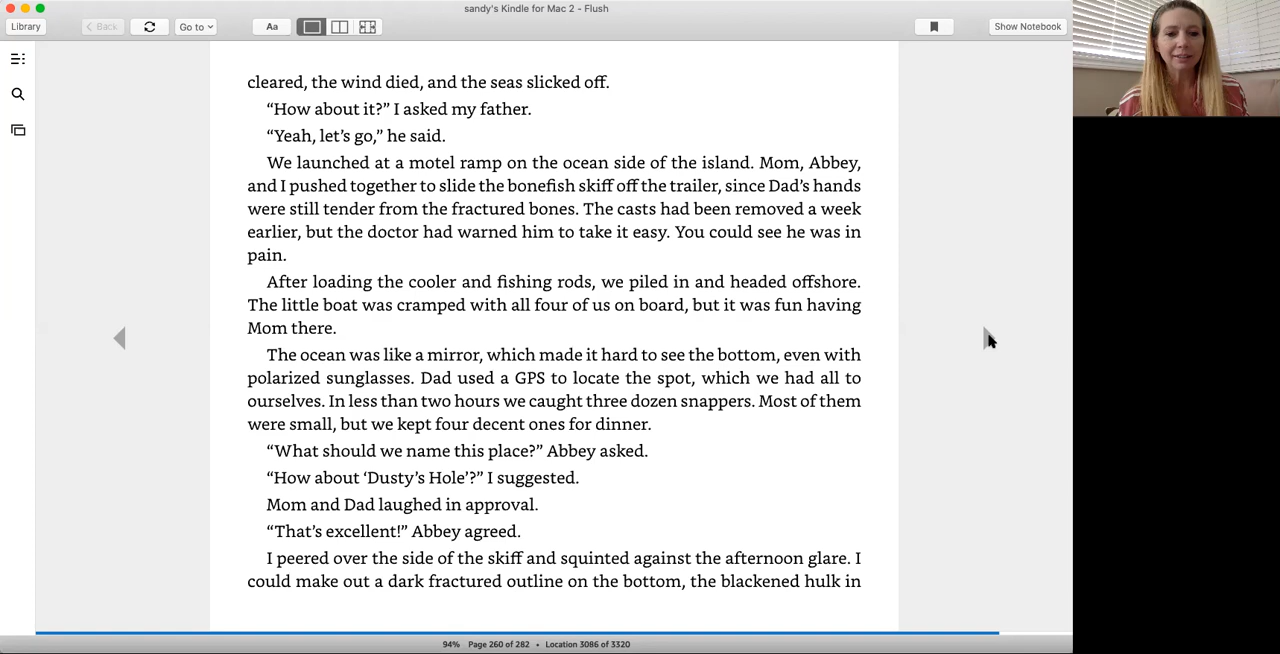 sandy's Kindle for Mac 2 - Flush
Library
< Back
Go to
Aa
Show Notebook
cleared, the wind died, and the seas slicked off.
“How about it?” I asked my father.
“Yeah, let’s go,” he said.
We launched at a motel ramp on the ocean side of the island. Mom, Abbey,
and I pushed together to slide the bonefish skiff off the trailer, since Dad’s hands
were still tender from the fractured bones. The casts had been removed a week
earlier, but the doctor had warned him to take it easy. You could see he was in
pain.
After loading the cooler and fishing rods, we piled in and headed offshore.
The little boat was cramped with all four of us on board, but it was fun having
Mom there.
The ocean was like a mirror, which made it hard to see the bottom, even with
polarized sunglasses. Dad used a GPS to locate the spot, which we had all to
ourselves. In less than two hours we caught three dozen snappers. Most of them
were small, but we kept four decent ones for dinner.
“What should we name this place?” Abbey asked.
“How about ‘Dusty’s Hole’?” I suggested.
Mom and Dad laughed in approval.
“That’s excellent!” Abbey agreed.
I peered over the side of the skiff and squinted against the afternoon glare. I
could make out a dark fractured outline on the bottom, the blackened hulk in
94% Page 260 of 282 • Location 3086 of 3320